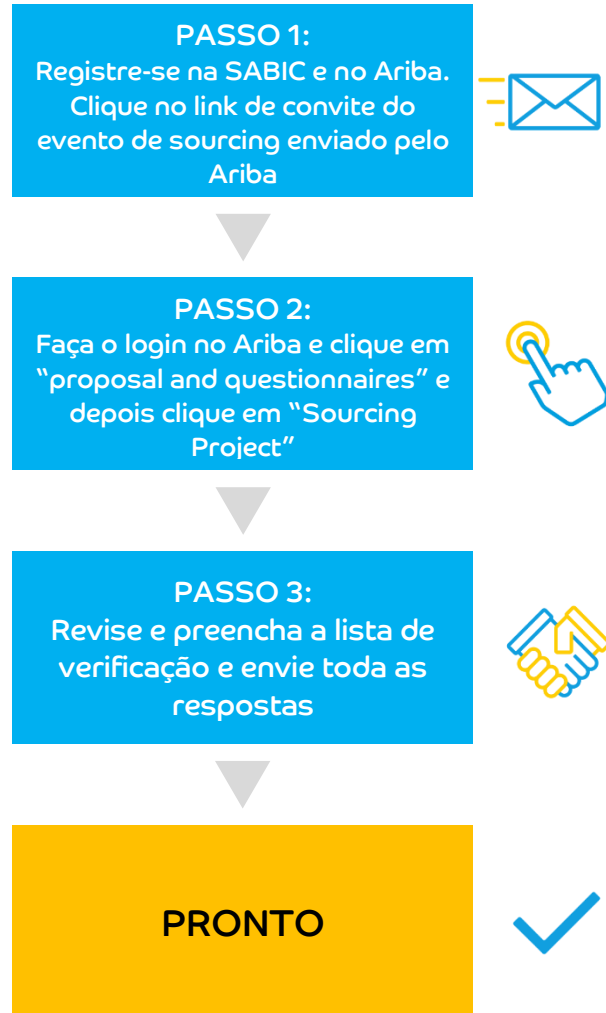 PASSO 1:
Registre-se na SABIC e no Ariba.
Clique no link de convite do
evento de sourcing enviado pelo
Ariba
PASSO 2:
Faça o login no Ariba e clique em
“proposal and questionnaires” e
depois clique em “Sourcing
Project”
PASSO 3:
Revise e preencha a lista de
verificação e envie toda as
respostas
PRONTO